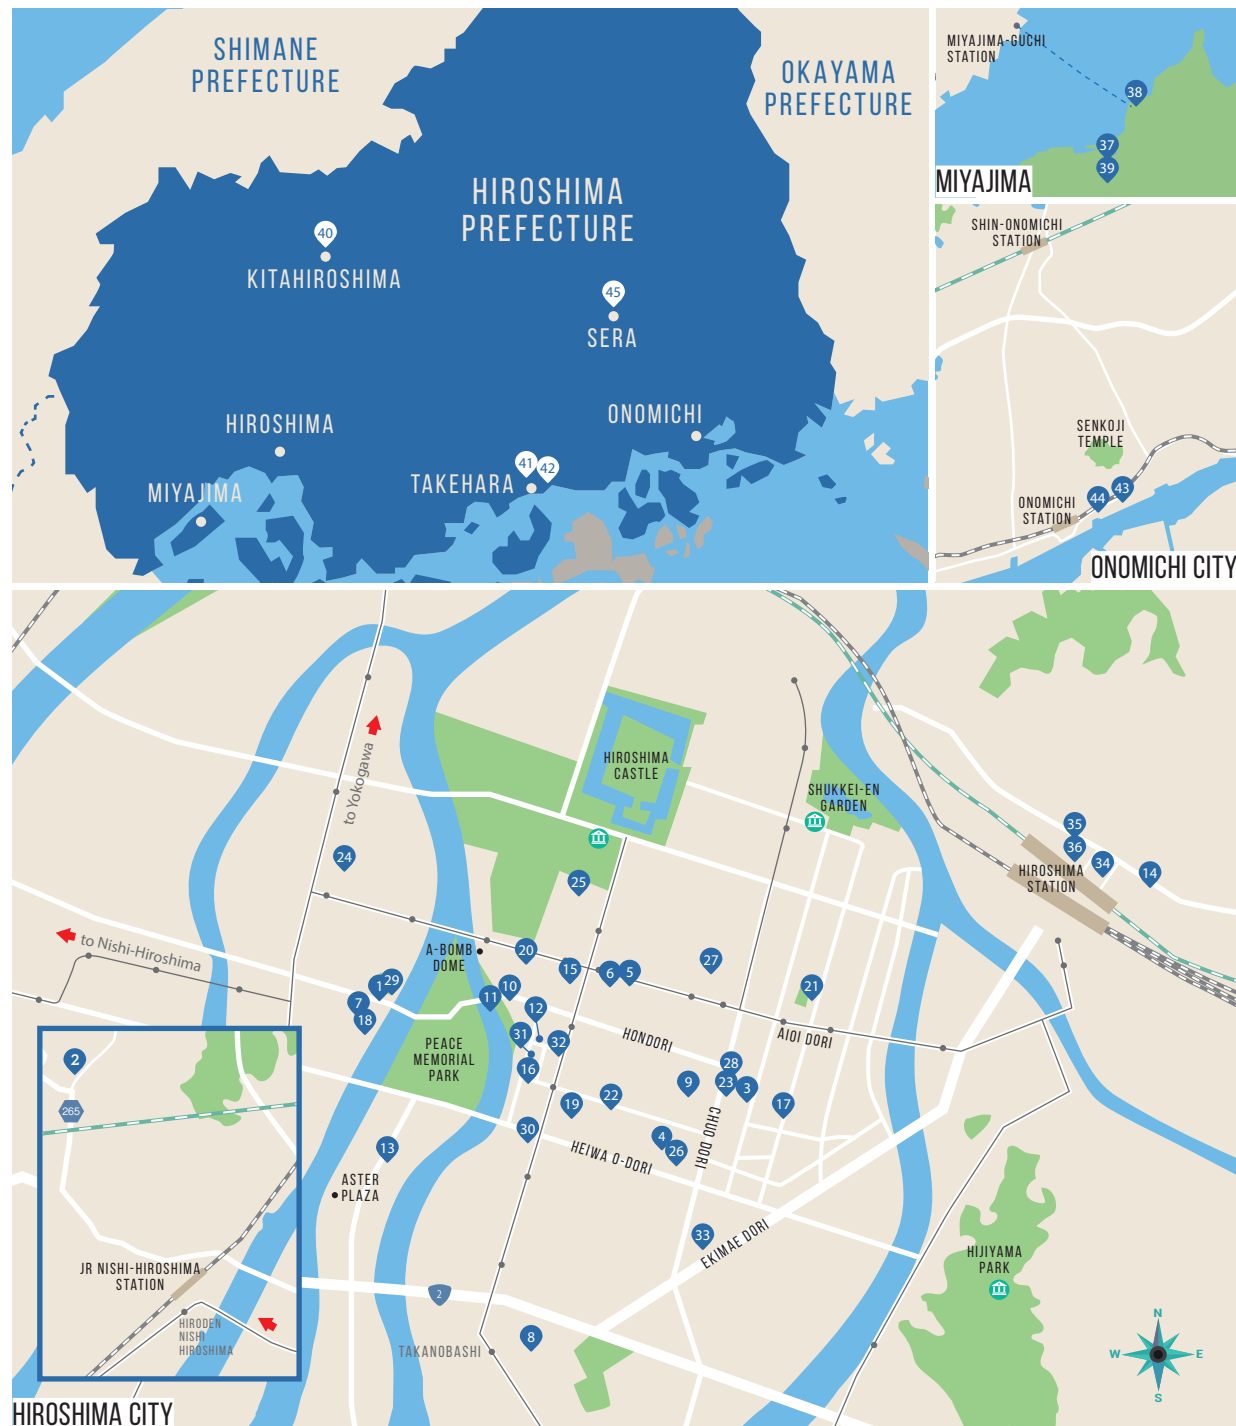 SHIMANE
PREFECTURE
OKAYAMA
PREFECTURE
HIROSHIMA
PREFECTURE
40
KITAHIROSHIMA
45
SERA
HIROSHIMA
ONOMICHI
MIYAJIMA
TAKEHARA
41
42
MIYAJIMA-GUCHI
STATION
38
37
39
MIYAJIMA
SHIN-ONOMICHI
STATION
SENKOJI
TEMPLE
ONOMICHI
STATION
44
43
ONOMICHI CITY
to Yokogawa
HIROSHIMA
CASTLE
SHUKKEI-EN
GARDEN
24
25
35
36
34
14
HIROSHIMA
STATION
to Nishi-Hiroshima
A-BOMB
DOME
20
15
6
5
27
21
1
29
7
18
11
10
12
31
32
16
PEACE
MEMORIAL
PARK
HONDORI
AIOI DORI
28
9
23
3
17
22
19
30
4
26
CHUO DORI
HEIWA O-DORI
13
ASTER
PLAZA
33
EKIMAE DORI
HIJIYAMA
PARK
2
265
JR NISHI-HIROSHIMA
STATION
HIRODEN
NISHI
HIROSHIMA
2
8
TAKANOBASHI
N
W
E
S
HIROSHIMA CITY